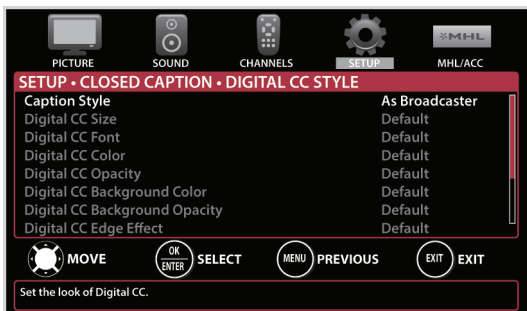 PICTURE SOUND CHANNELS SETUP MHL/ACC
MHL
SETUP • CLOSED CAPTION • DIGITAL CC STYLE
Caption Style As Broadcaster
Digital CC Size Default
Digital CC Font Default
Digital CC Color Default
Digital CC Opacity Default
Digital CC Background Color Default
Digital CC Background Opacity Default
Digital CC Edge Effect Default
MOVE OK ENTER SELECT MENU PREVIOUS EXIT EXIT
Set the look of Digital CC.